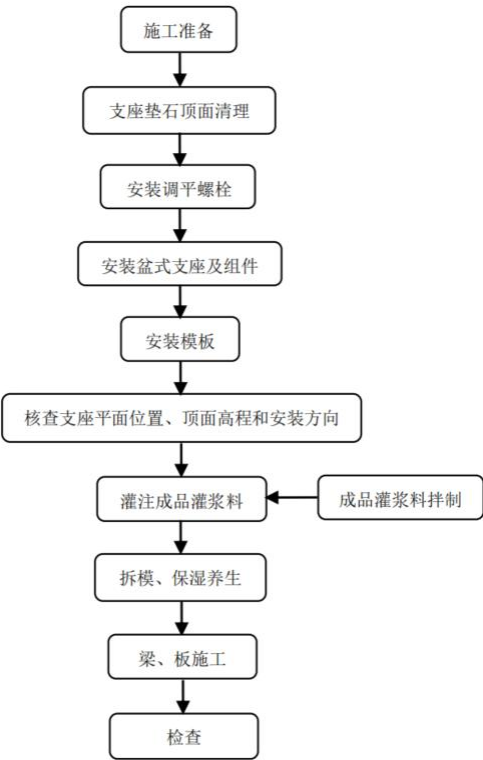 施工准备
支座垫石顶面清理
安装调平螺栓
安装盆式支座及组件
安装模板
核查支座平面位置、顶面高程和安装方向
灌注成品灌浆料
成品灌浆料拌制
拆模、保湿养生
梁、板施工
检查